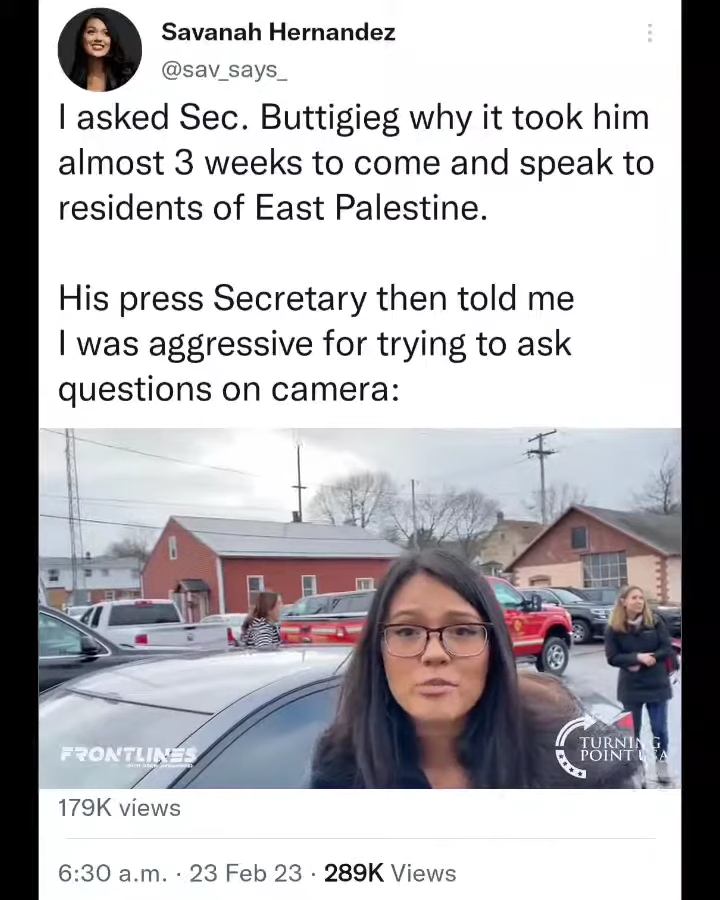 Savanah Hernandez
@sav_says_
I asked Sec. Buttigieg why it took him
almost 3 weeks to come and speak to
residents of East Palestine.
His press Secretary then told me
I was aggressive for trying to ask
questions on camera:
FRONTLINES
TURNING
POINT USA
179K views
6:30 a.m. · 23 Feb 23 · 289K Views